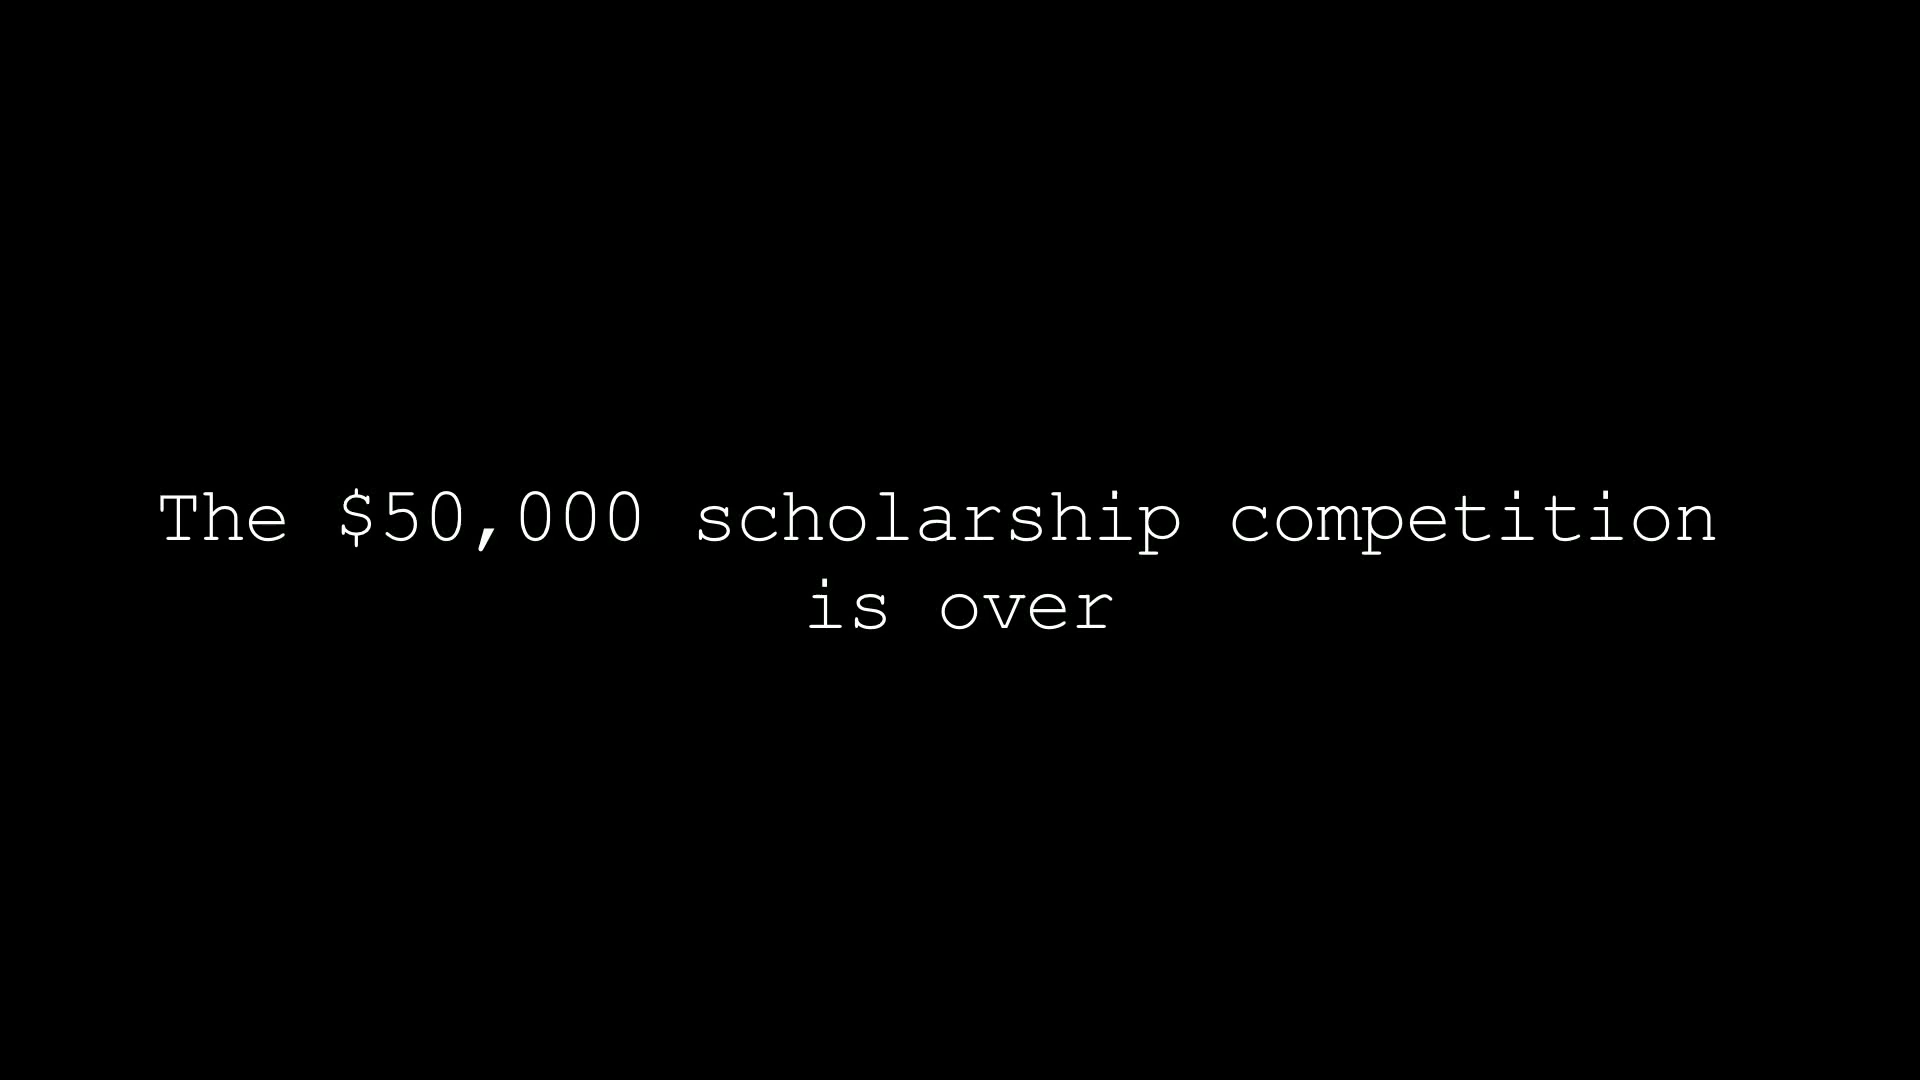 The $50,000 scholarship competition
is over